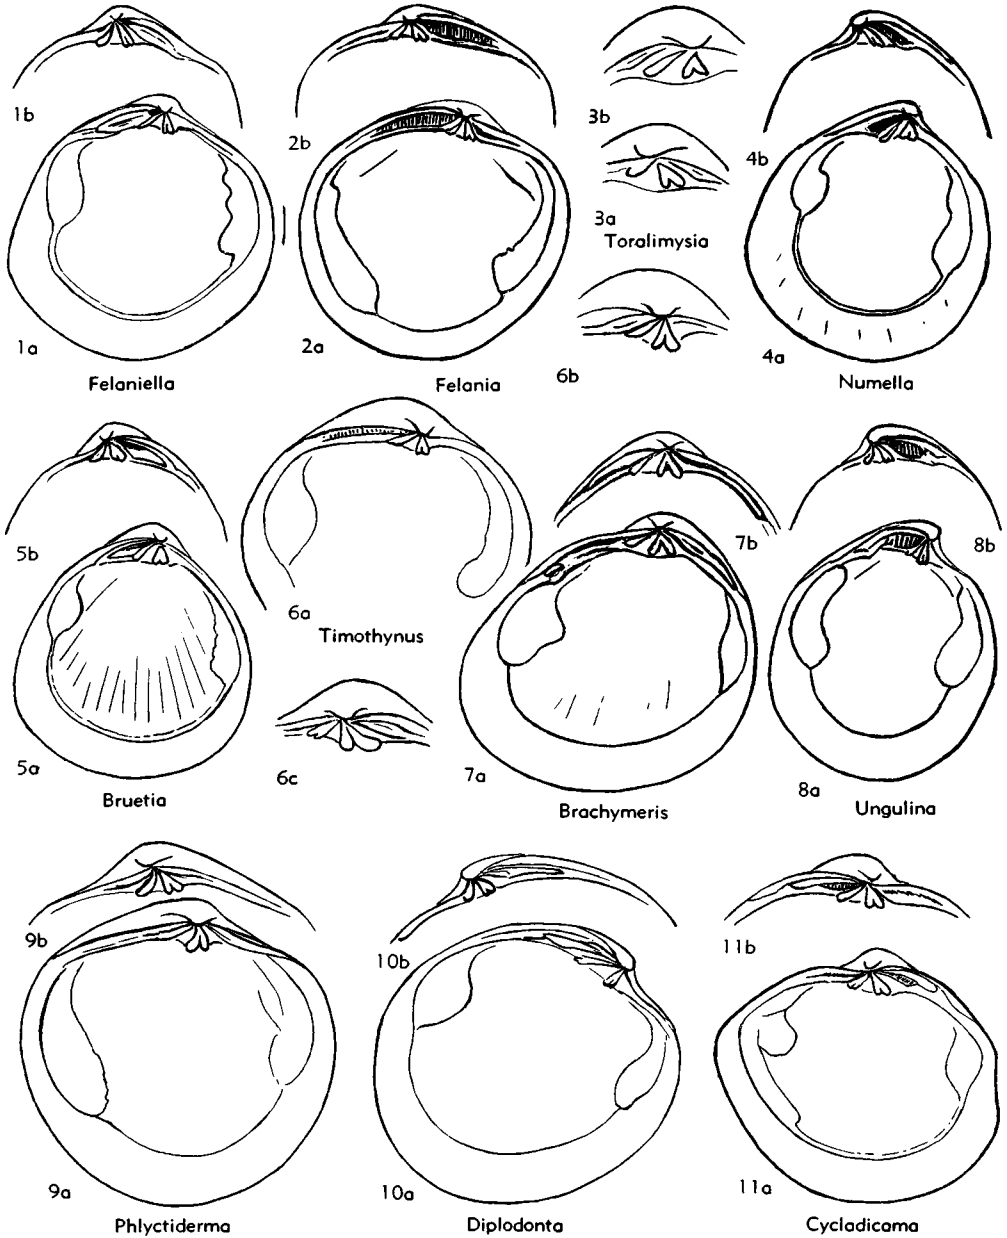 1b
2b
3b
4b
3a
Toralimysia
1a
2a
6b
4a
Felaniella
Felania
Numella
5b
7b
8b
6a
Timothynus
5a
6c
7a
8a
Bruetia
Brachymeris
Ungulina
9b
10b
11b
9a
10a
11a
Phlyctiderma
Diplodonta
Cycladicama